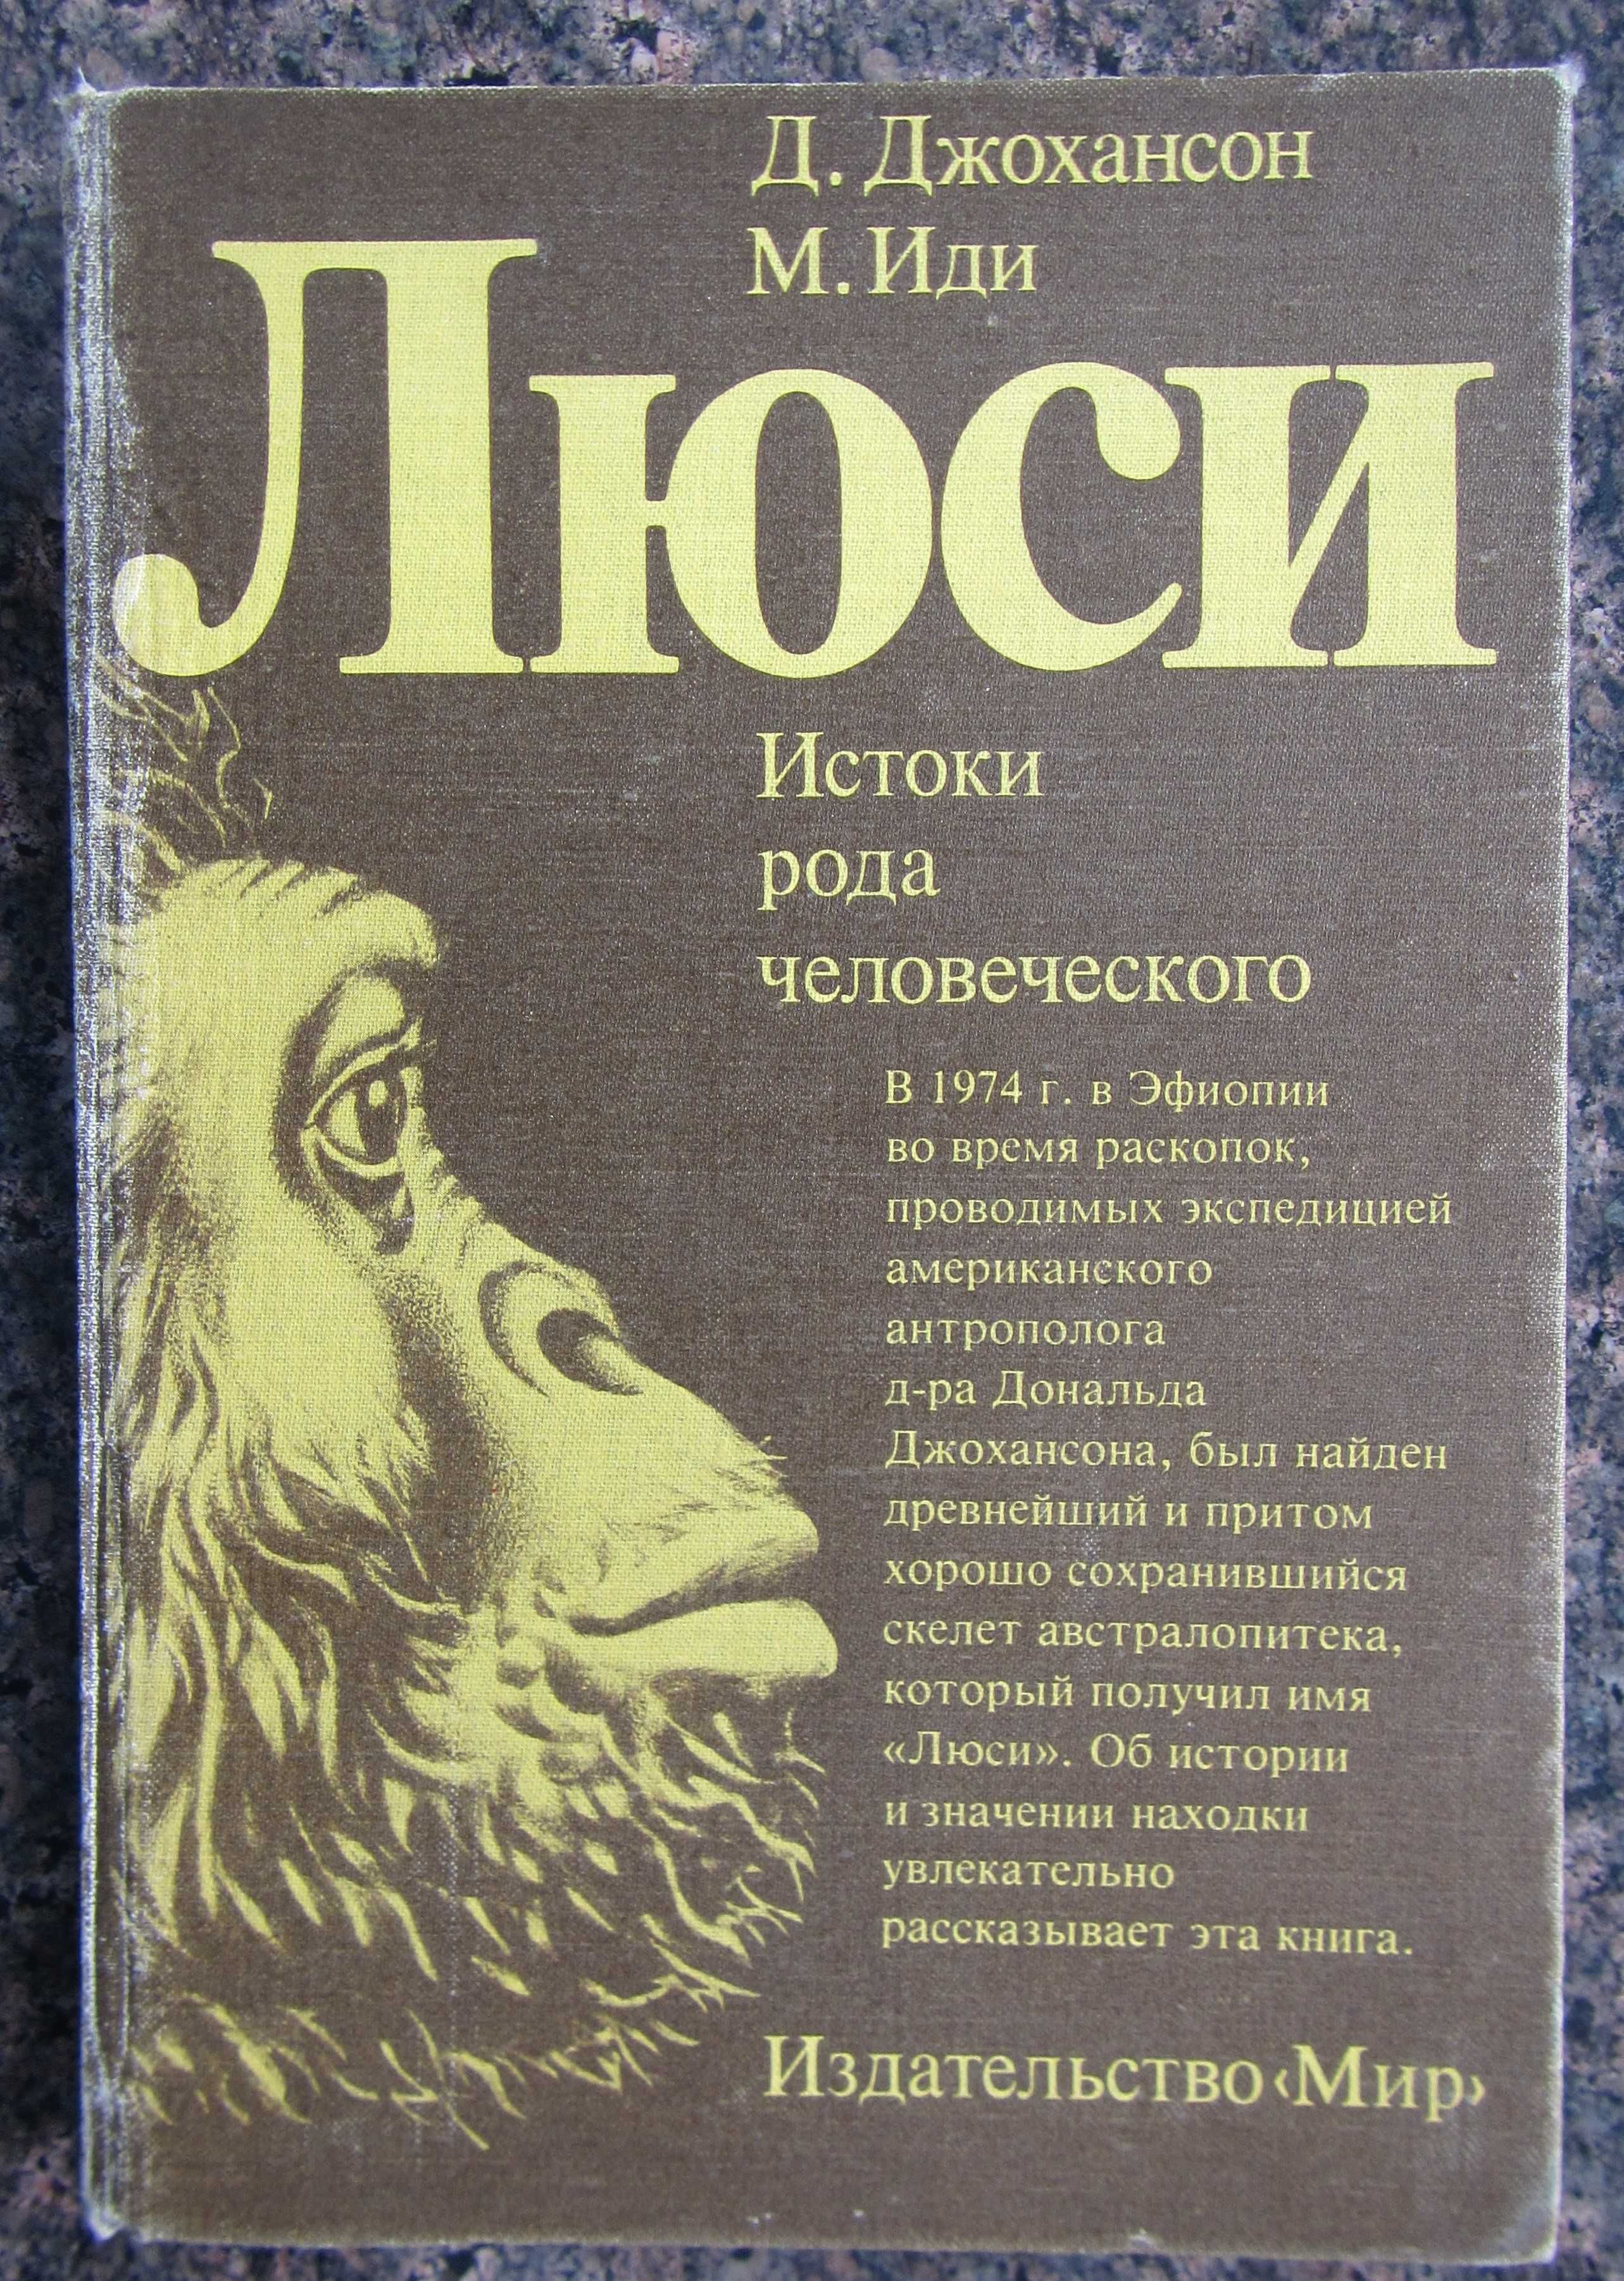 Д. Джохансон
М. Иди
Люси
Истоки
рода
человеческого
В 1974 г. в Эфиопии
во время раскопок,
проводимых экспедицией
американского
антрополога
д-ра Дональда
Джохансона, был найден
древнейший и притом
хорошо сохранившийся
скелет австралопитека,
который получил имя
«Люси». Об истории
и значении находки
увлекательно
рассказывает эта книга.
Издательство ‹Мир›